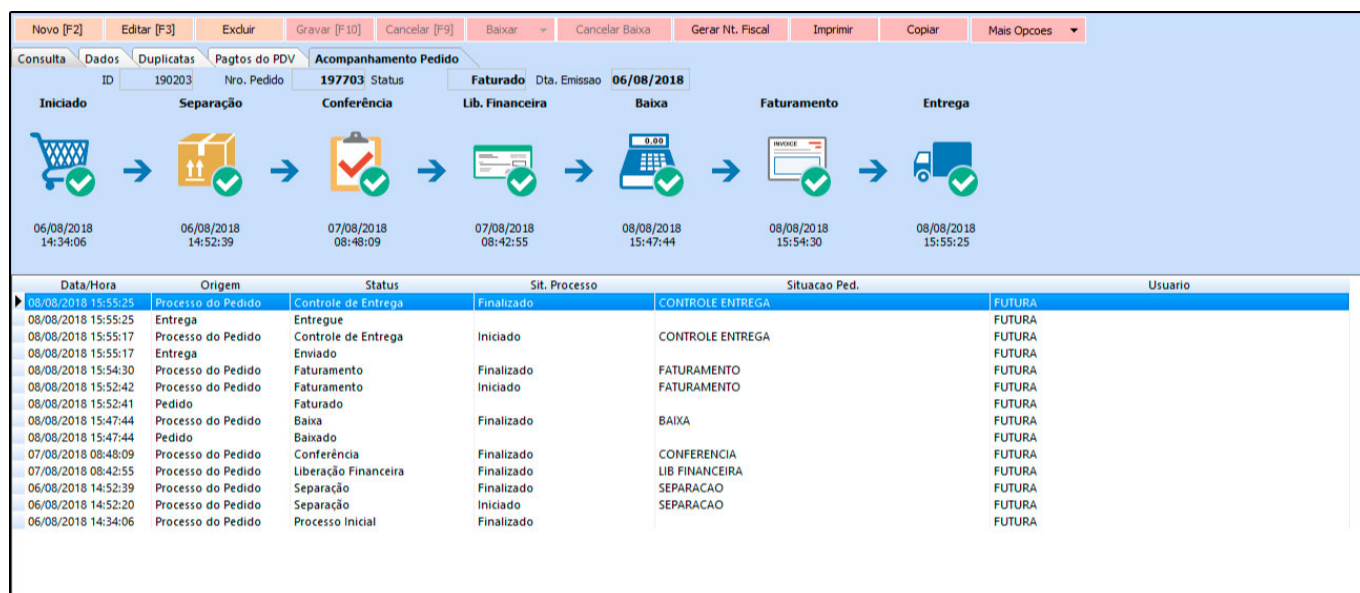 Novo [F2] Editar [F3] Excluir Gravar [F10] Cancelar [F9] Baixar Cancelar Baixa Gerar Nt. Fiscal Imprimir Copiar Mais Opcoes
Consulta Dados Duplicatas Pagtos do PDV Acompanhamento Pedido
ID 190203 Nro. Pedido 197703 Status Faturado Dta. Emissao 06/08/2018
Iniciado Separação Conferência Lib. Financeira Baixa Faturamento Entrega
0.00 INVOICE
06/08/2018 06/08/2018 07/08/2018 07/08/2018 08/08/2018 08/08/2018 08/08/2018
14:34:06 14:52:39 08:48:09 08:42:55 15:47:44 15:54:30 15:55:25
Data/Hora Origem Status Sit. Processo Situacao Ped. Usuario
08/08/2018 15:55:25 Processo do Pedido Controle de Entrega Finalizado CONTROLE ENTREGA FUTURA
08/08/2018 15:55:25 Entrega Entregue FUTURA
08/08/2018 15:55:17 Processo do Pedido Controle de Entrega Iniciado CONTROLE ENTREGA FUTURA
08/08/2018 15:55:17 Entrega Enviado FUTURA
08/08/2018 15:54:30 Processo do Pedido Faturamento Finalizado FATURAMENTO FUTURA
08/08/2018 15:52:42 Processo do Pedido Faturamento Iniciado FATURAMENTO FUTURA
08/08/2018 15:52:41 Pedido Faturado FUTURA
08/08/2018 15:47:44 Processo do Pedido Baixa Finalizado BAIXA FUTURA
08/08/2018 15:47:44 Pedido Baixado FUTURA
07/08/2018 08:48:09 Processo do Pedido Conferência Finalizado CONFERENCIA FUTURA
07/08/2018 08:42:55 Processo do Pedido Liberação Financeira Finalizado LIB FINANCEIRA FUTURA
06/08/2018 14:52:39 Processo do Pedido Separação Finalizado SEPARACAO FUTURA
06/08/2018 14:52:20 Processo do Pedido Separação Iniciado SEPARACAO FUTURA
06/08/2018 14:34:06 Processo do Pedido Processo Inicial Finalizado FUTURA